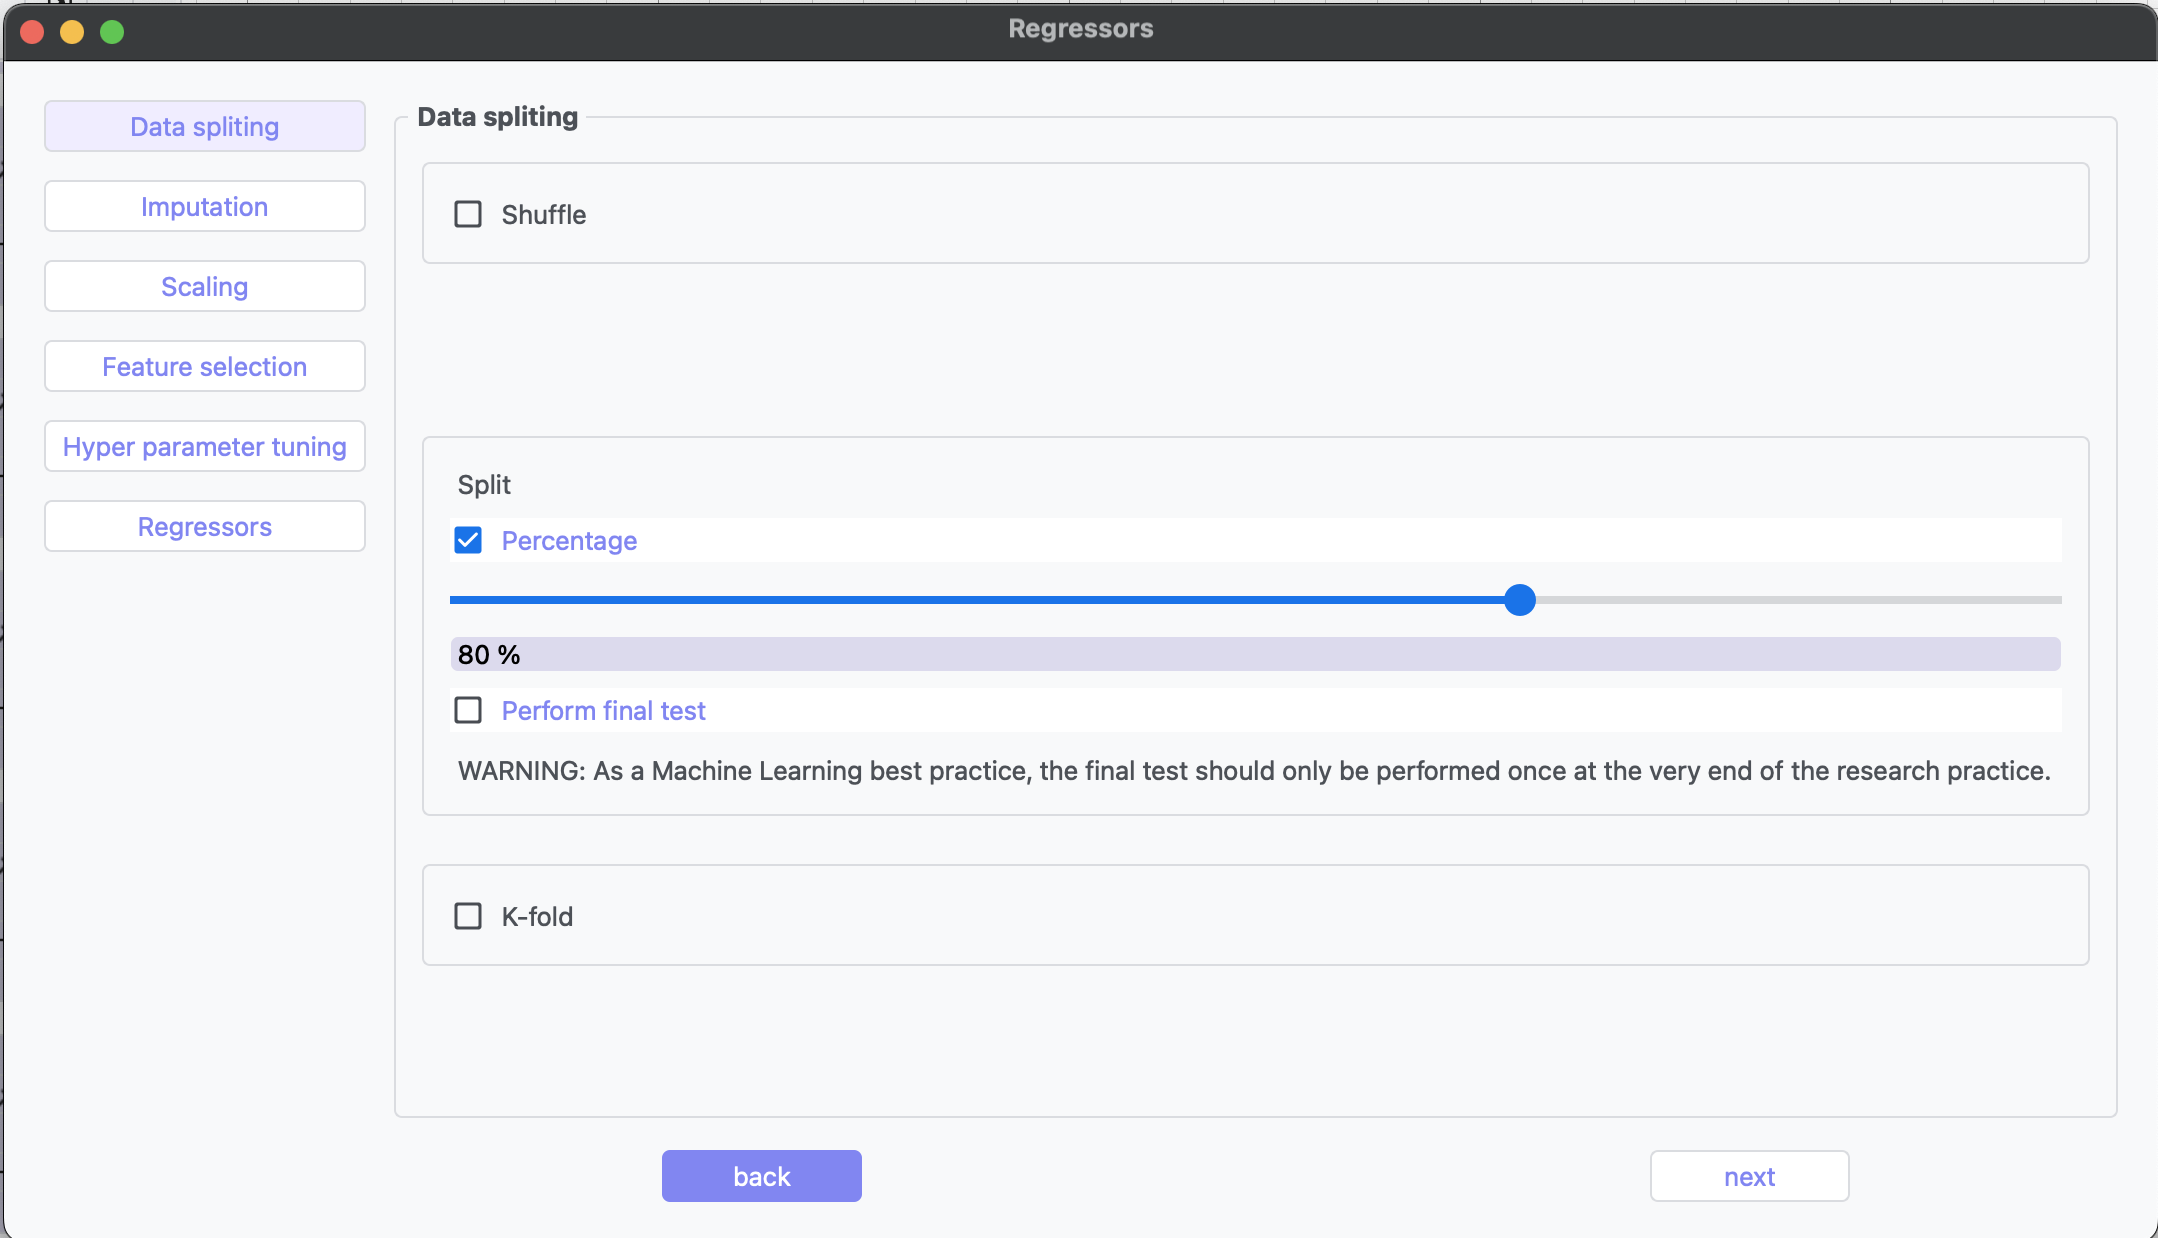 Regressors
Data spliting
Imputation
Scaling
Feature selection
Hyper parameter tuning
Regressors
Data spliting
Shuffle
Split
Percentage
80 %
Perform final test
WARNING: As a Machine Learning best practice, the final test should only be performed once at the very end of the research practice.
K-fold
back
next